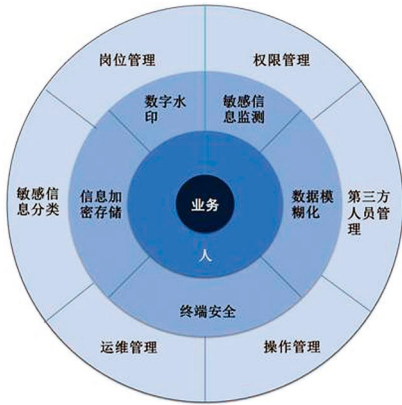 岗位管理
权限管理
数字水
印
敏感信
息监测
敏感信
息分类
信息加
密存储
业务
数据模
糊化
第三方
人员管
理
人
终端安全
运维管理
操作管理